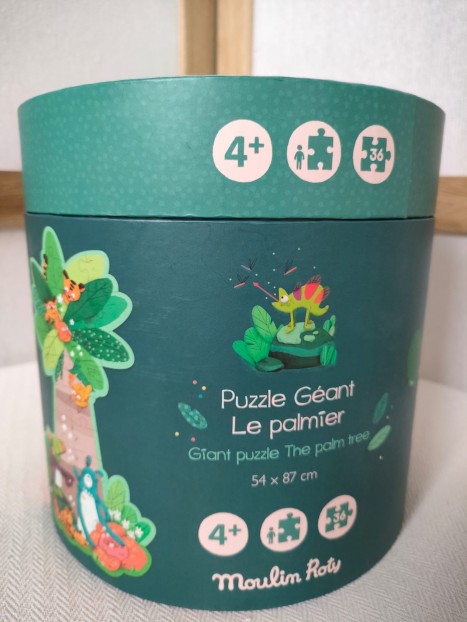 4+
36
Puzzle Géant
Le palmier
Giant puzzle The palm tree
54 x 87 cm
4+
36
Moulin Roty